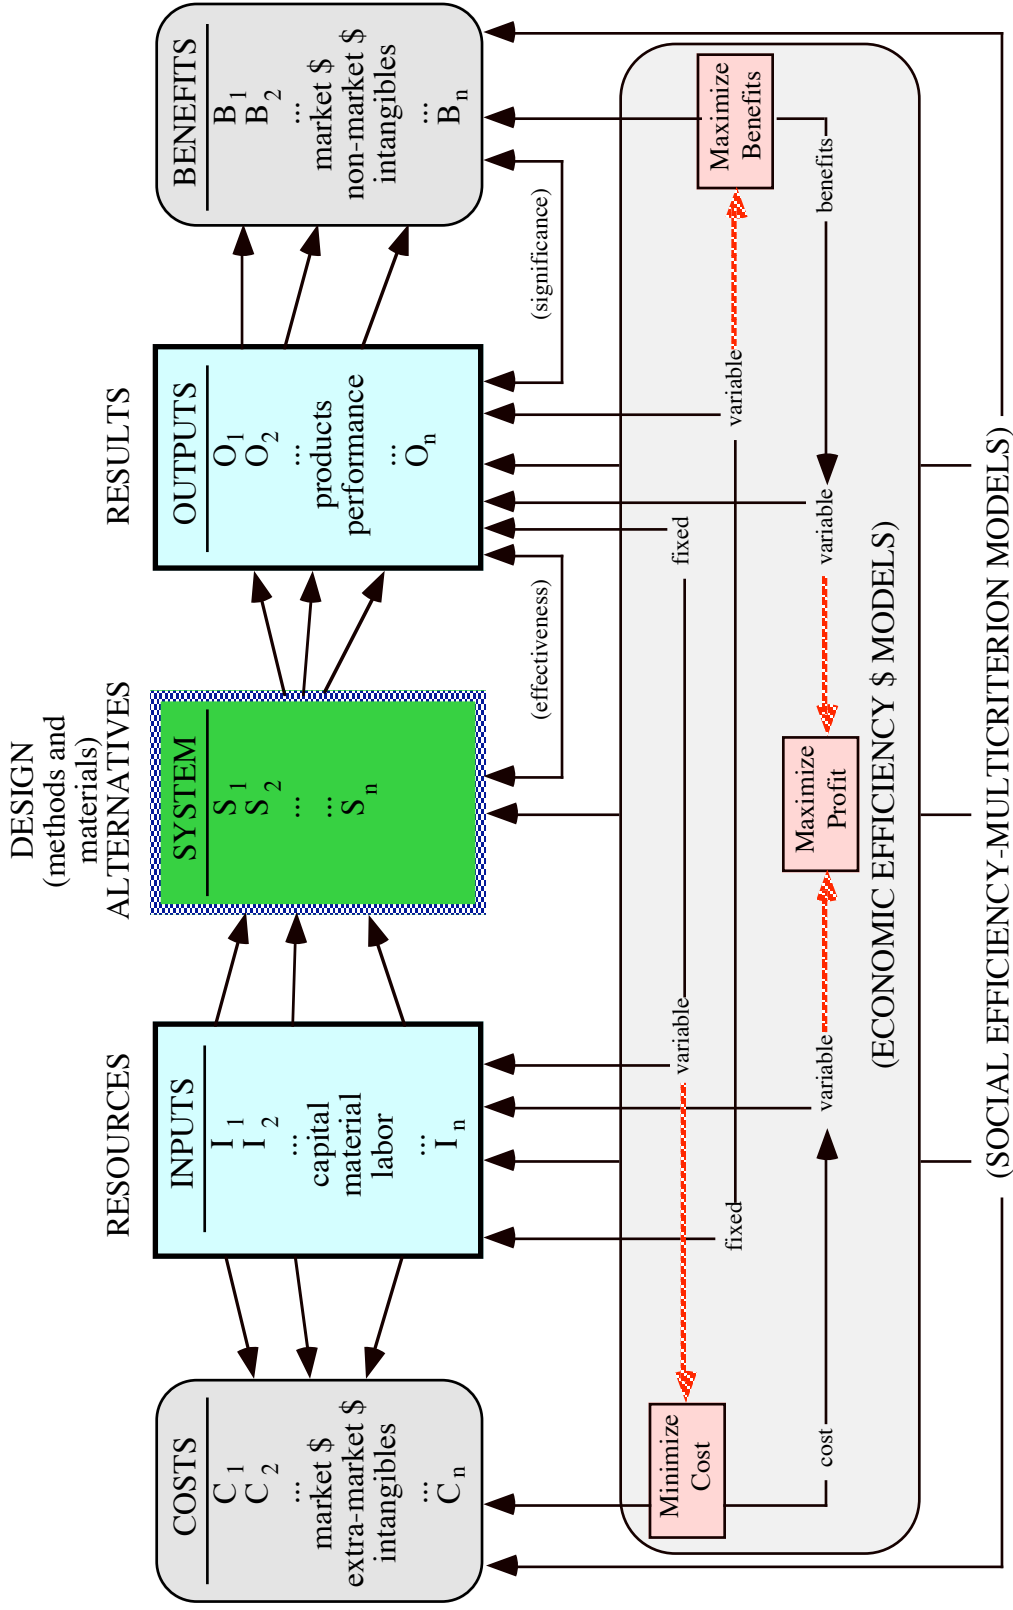 DESIGN
(methods and
materials)
RESOURCES
ALTERNATIVES
RESULTS
COSTS
C1
C2
...
market $
extra-market $
intangibles
...
Cn
INPUTS
I1
I2
...
capital
material
labor
...
In
SYSTEM
S1
S2
...
...
Sn
OUTPUTS
O1
O2
...
products
performance
...
On
BENEFITS
B1
B2
...
market $
non-market $
intangibles
...
Bn
(effectiveness)
(significance)
Minimize
Cost
variable
fixed
fixed
variable
Maximize
Benefits
cost
variable
Maximize
Profit
variable
benefits
(ECONOMIC EFFICIENCY $ MODELS)
(SOCIAL EFFICIENCY-MULTICRITERION MODELS)